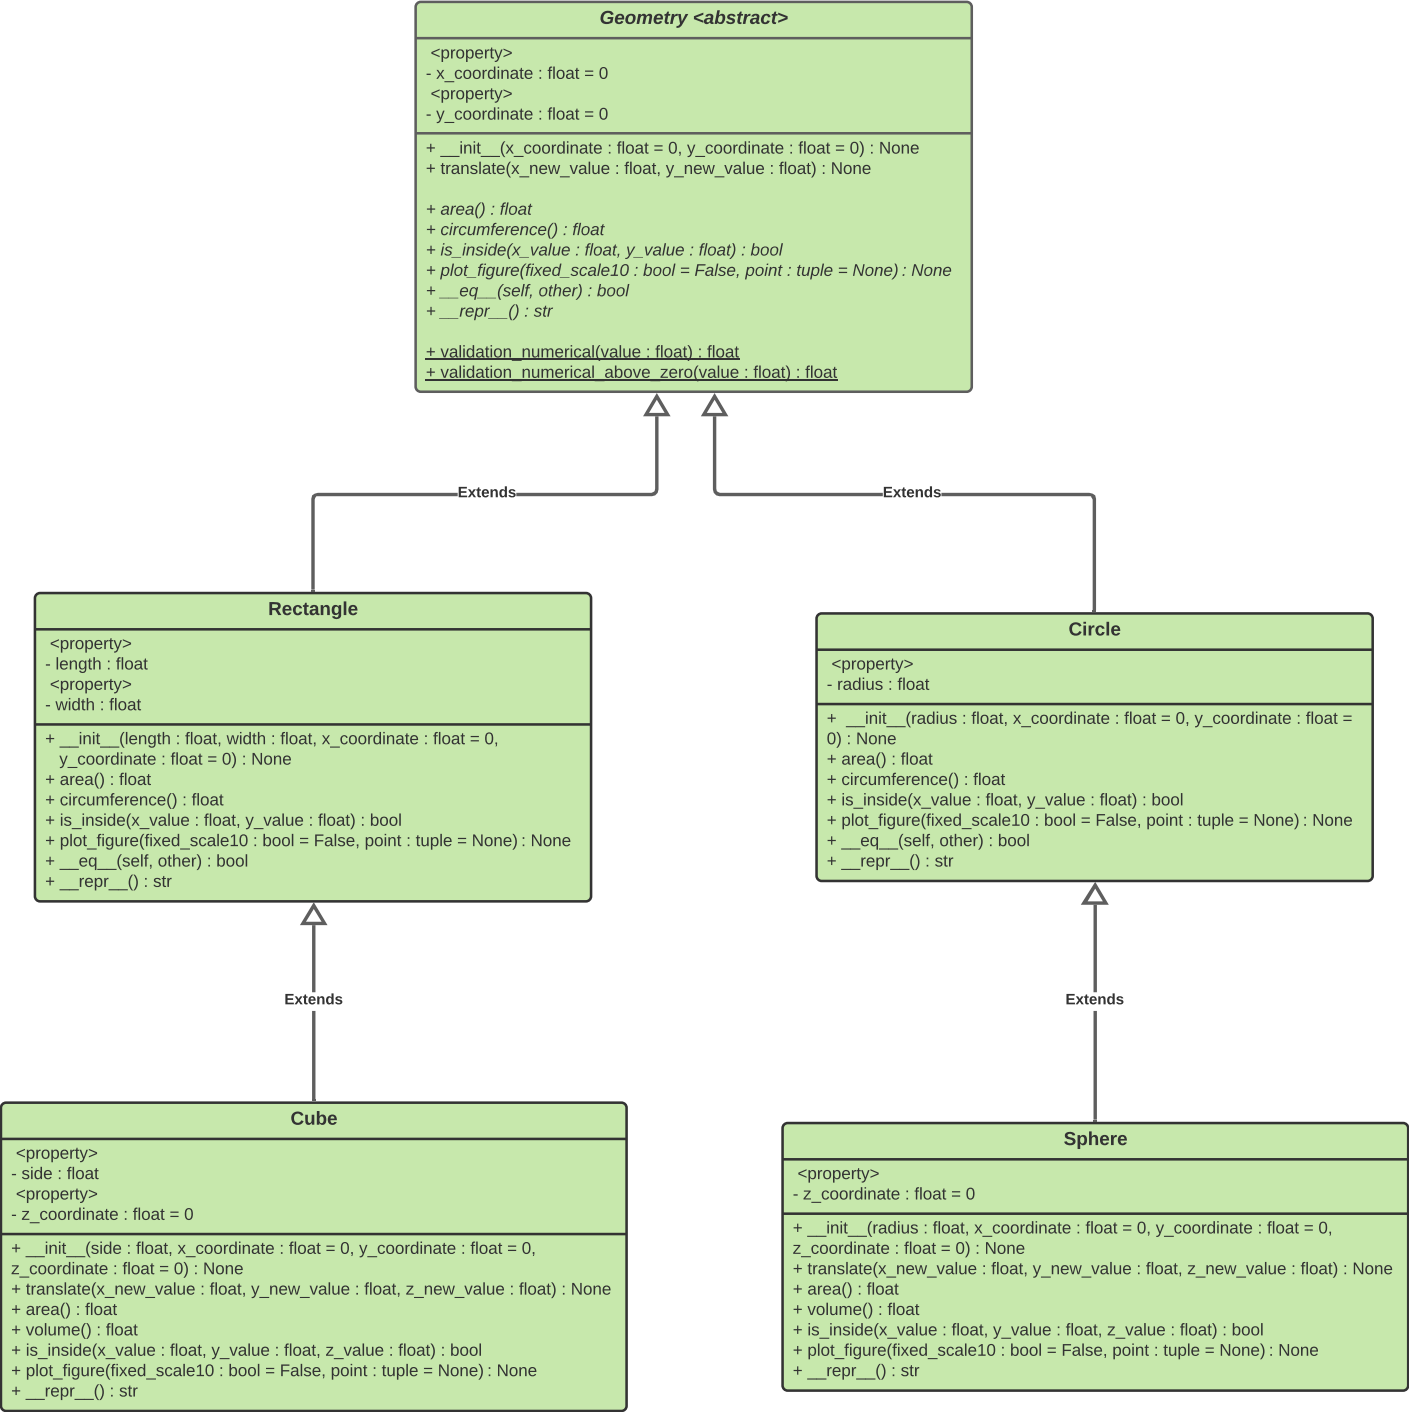 Geometry <abstract>
<property>
- x_coordinate : float = 0
<property>
- y_coordinate : float = 0
+ __init__(x_coordinate : float = 0, y_coordinate : float = 0) : None
+ translate(x_new_value : float, y_new_value : float) : None
+ area() : float
+ circumference() : float
+ is_inside(x_value : float, y_value : float) : bool
+ plot_figure(fixed_scale10 : bool = False, point : tuple = None) : None
+ __eq__(self, other) : bool
+ __repr__() : str
+ validation_numerical(value : float) : float
+ validation_numerical_above_zero(value : float) : float
Extends
Extends
Rectangle
<property>
- length : float
<property>
- width : float
+ __init__(length : float, width : float, x_coordinate : float = 0,
y_coordinate : float = 0) : None
+ area() : float
+ circumference() : float
+ is_inside(x_value : float, y_value : float) : bool
+ plot_figure(fixed_scale10 : bool = False, point : tuple = None) : None
+ __eq__(self, other) : bool
+ __repr__() : str
Circle
<property>
- radius : float
+ __init__(radius : float, x_coordinate : float = 0, y_coordinate : float =
0) : None
+ area() : float
+ circumference() : float
+ is_inside(x_value : float, y_value : float) : bool
+ plot_figure(fixed_scale10 : bool = False, point : tuple = None) : None
+ __eq__(self, other) : bool
+ __repr__() : str
Extends
Extends
Cube
<property>
- side : float
<property>
- z_coordinate : float = 0
+ __init__(side : float, x_coordinate : float = 0, y_coordinate : float = 0,
z_coordinate : float = 0) : None
+ translate(x_new_value : float, y_new_value : float, z_new_value : float) : None
+ area() : float
+ volume() : float
+ is_inside(x_value : float, y_value : float, z_value : float) : bool
+ plot_figure(fixed_scale10 : bool = False, point : tuple = None) : None
+ __repr__() : str
Sphere
<property>
- z_coordinate : float = 0
+ __init__(radius : float, x_coordinate : float = 0, y_coordinate : float = 0,
z_coordinate : float = 0) : None
+ translate(x_new_value : float, y_new_value : float, z_new_value : float) : None
+ area() : float
+ volume() : float
+ is_inside(x_value : float, y_value : float, z_value : float) : bool
+ plot_figure(fixed_scale10 : bool = False, point : tuple = None) : None
+ __repr__() : str